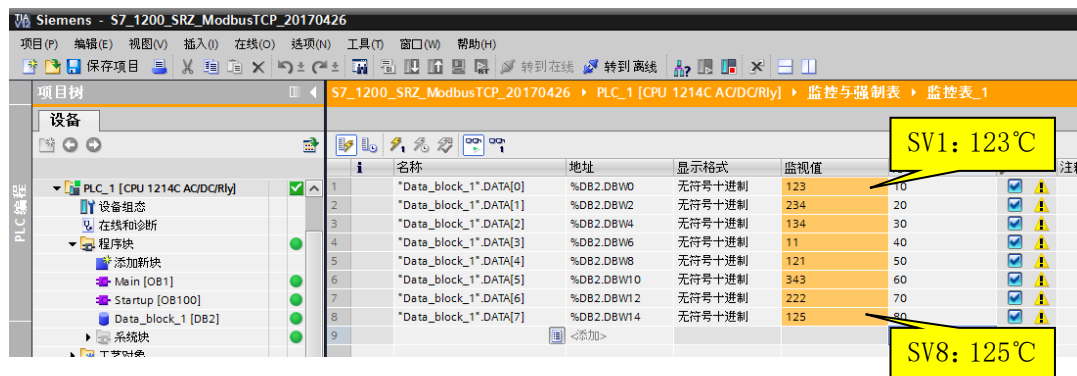 Siemens - S7_1200_SRZ_ModbusTCP_20170426
项目(P) 编辑(E) 视图(V) 插入(I) 在线(O) 选项(N) 工具(T) 窗口(W) 帮助(H)
保存项目 转到在线 转到离线
项目树
S7_1200_SRZ_ModbusTCP_20170426 PLC_1 [CPU 1214C AC/DC/Rly] 监控与强制表 监控表_1
设备
SV1: 123℃
i 名称 地址 显示格式 监视值
PLC 编程
PLC_1 [CPU 1214C AC/DC/Rly]
设备组态
在线和诊断
程序块
添加新块
Main [OB1]
Startup [OB100]
Data_block_1 [DB2]
系统块
工艺对象
1 "Data_block_1".DATA[0] %DB2.DBW0 无符号十进制 123 10
2 "Data_block_1".DATA[1] %DB2.DBW2 无符号十进制 234 20
3 "Data_block_1".DATA[2] %DB2.DBW4 无符号十进制 134 30
4 "Data_block_1".DATA[3] %DB2.DBW6 无符号十进制 11 40
5 "Data_block_1".DATA[4] %DB2.DBW8 无符号十进制 121 50
6 "Data_block_1".DATA[5] %DB2.DBW10 无符号十进制 343 60
7 "Data_block_1".DATA[6] %DB2.DBW12 无符号十进制 222 70
8 "Data_block_1".DATA[7] %DB2.DBW14 无符号十进制 125 80
9 <添加>
SV8: 125℃